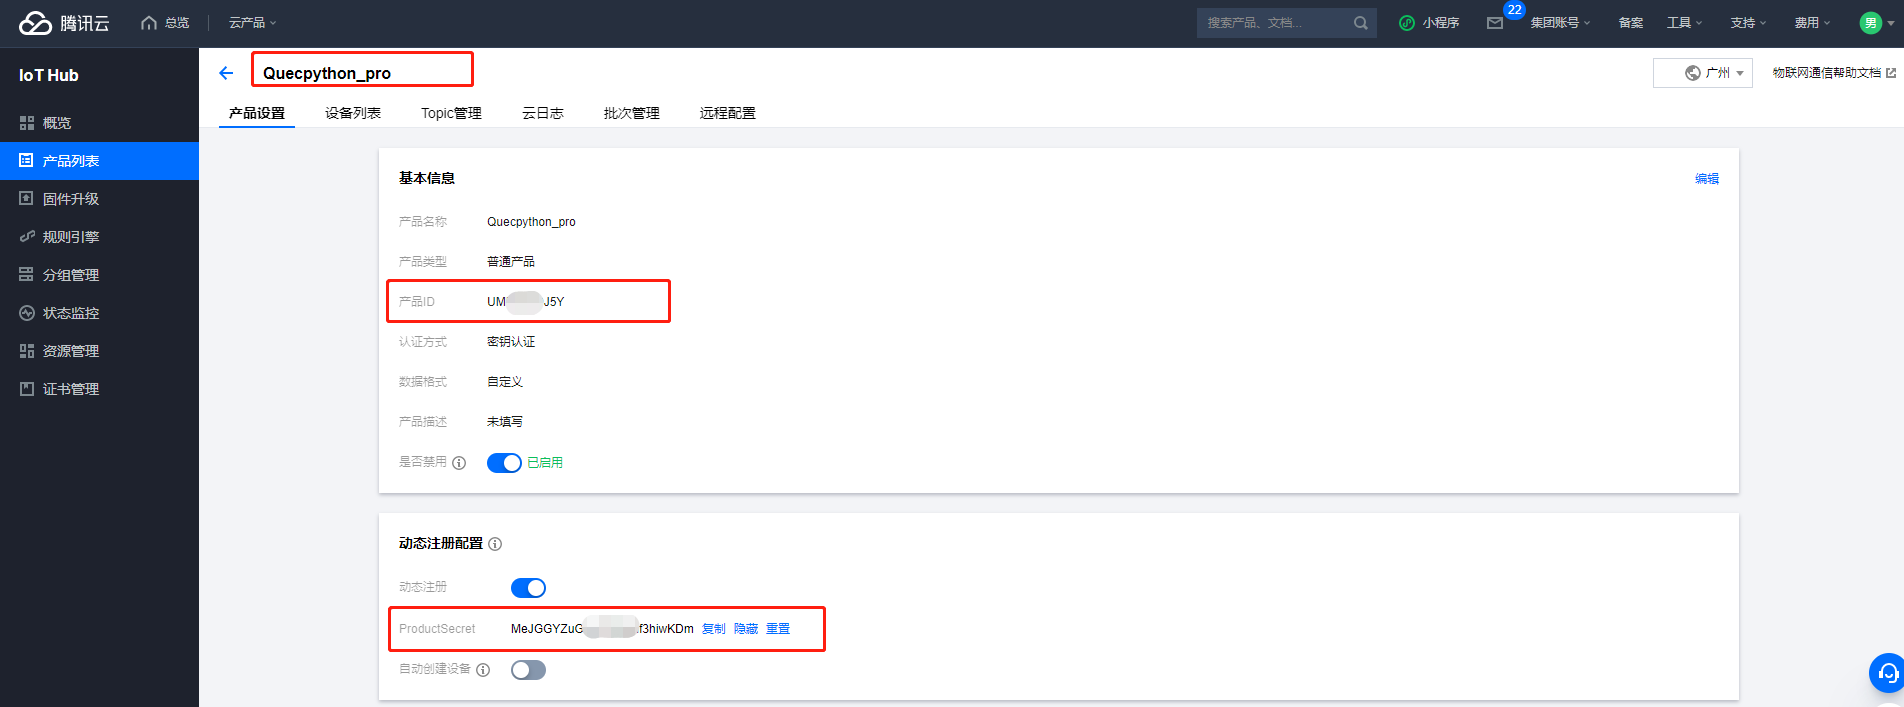 腾讯云 总览 云产品 搜索产品、文档... 小程序 22 集团账号 备案 工具 支持 费用 男
IoT Hub
概览
产品列表
固件升级
规则引擎
分组管理
状态监控
资源管理
证书管理
Quecpython_pro 广州 物联网通信帮助文档
产品设置 设备列表 Topic管理 云日志 批次管理 远程配置
基本信息 编辑
产品名称 Quecpython_pro
产品类型 普通产品
产品ID UM J5Y
认证方式 密钥认证
数据格式 自定义
产品描述 未填写
是否禁用 已启用
动态注册配置
动态注册
ProductSecret MeJGGYZuG f3hiwKDm 复制 隐藏 重置
自动创建设备